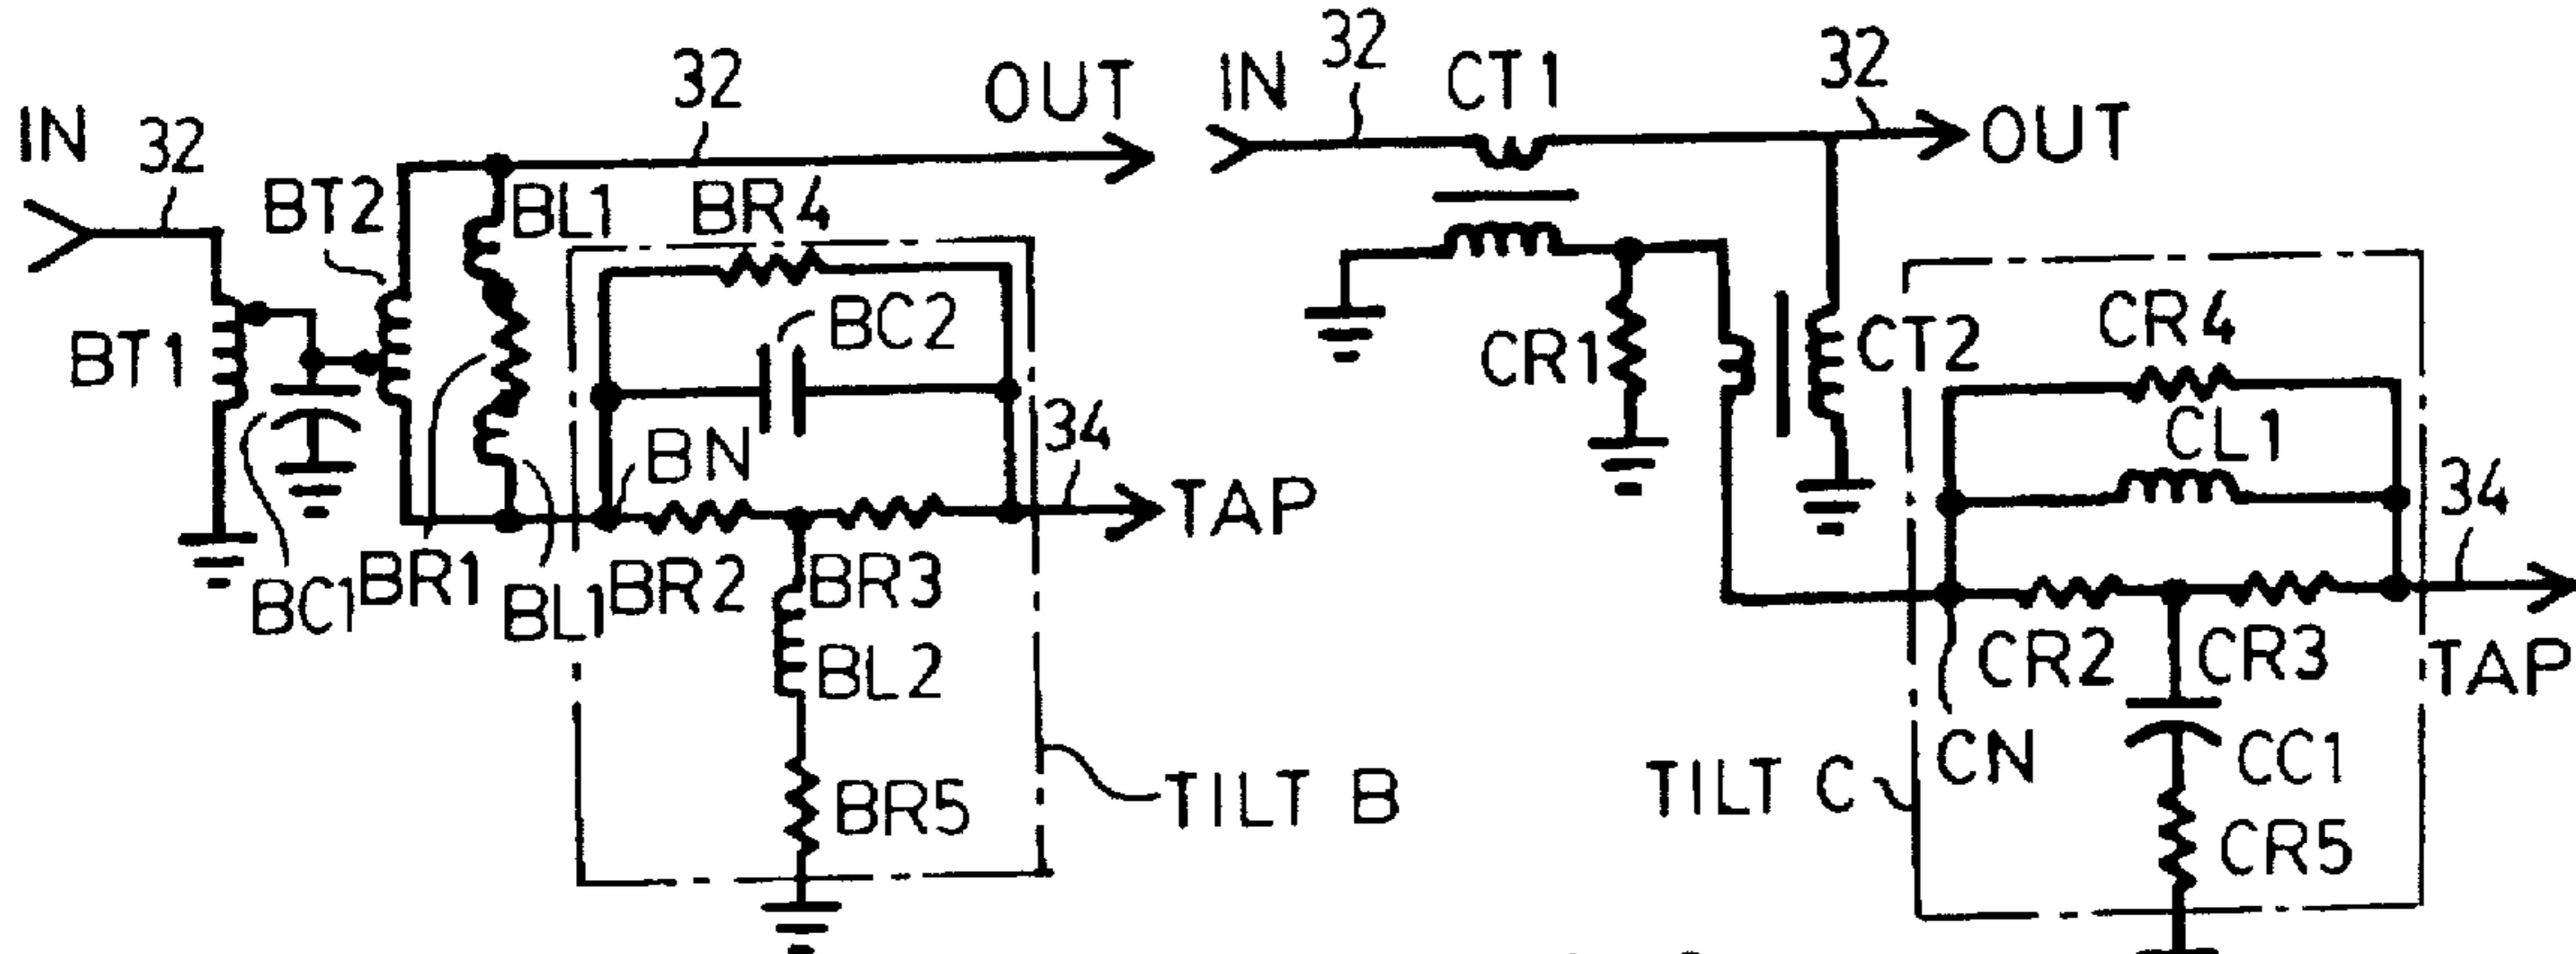 IN
32
32
OUT
BT2
BL1
BR4
BT1
BC2
BN
34
TAP
BC1
BR1
BL1
BR2
BR3
BL2
BR5
TILT B
IN
32
CT1
32
OUT
CR1
CT2
CR4
CL1
34
TAP
CR2
CR3
CN
CC1
CR5
TILT C